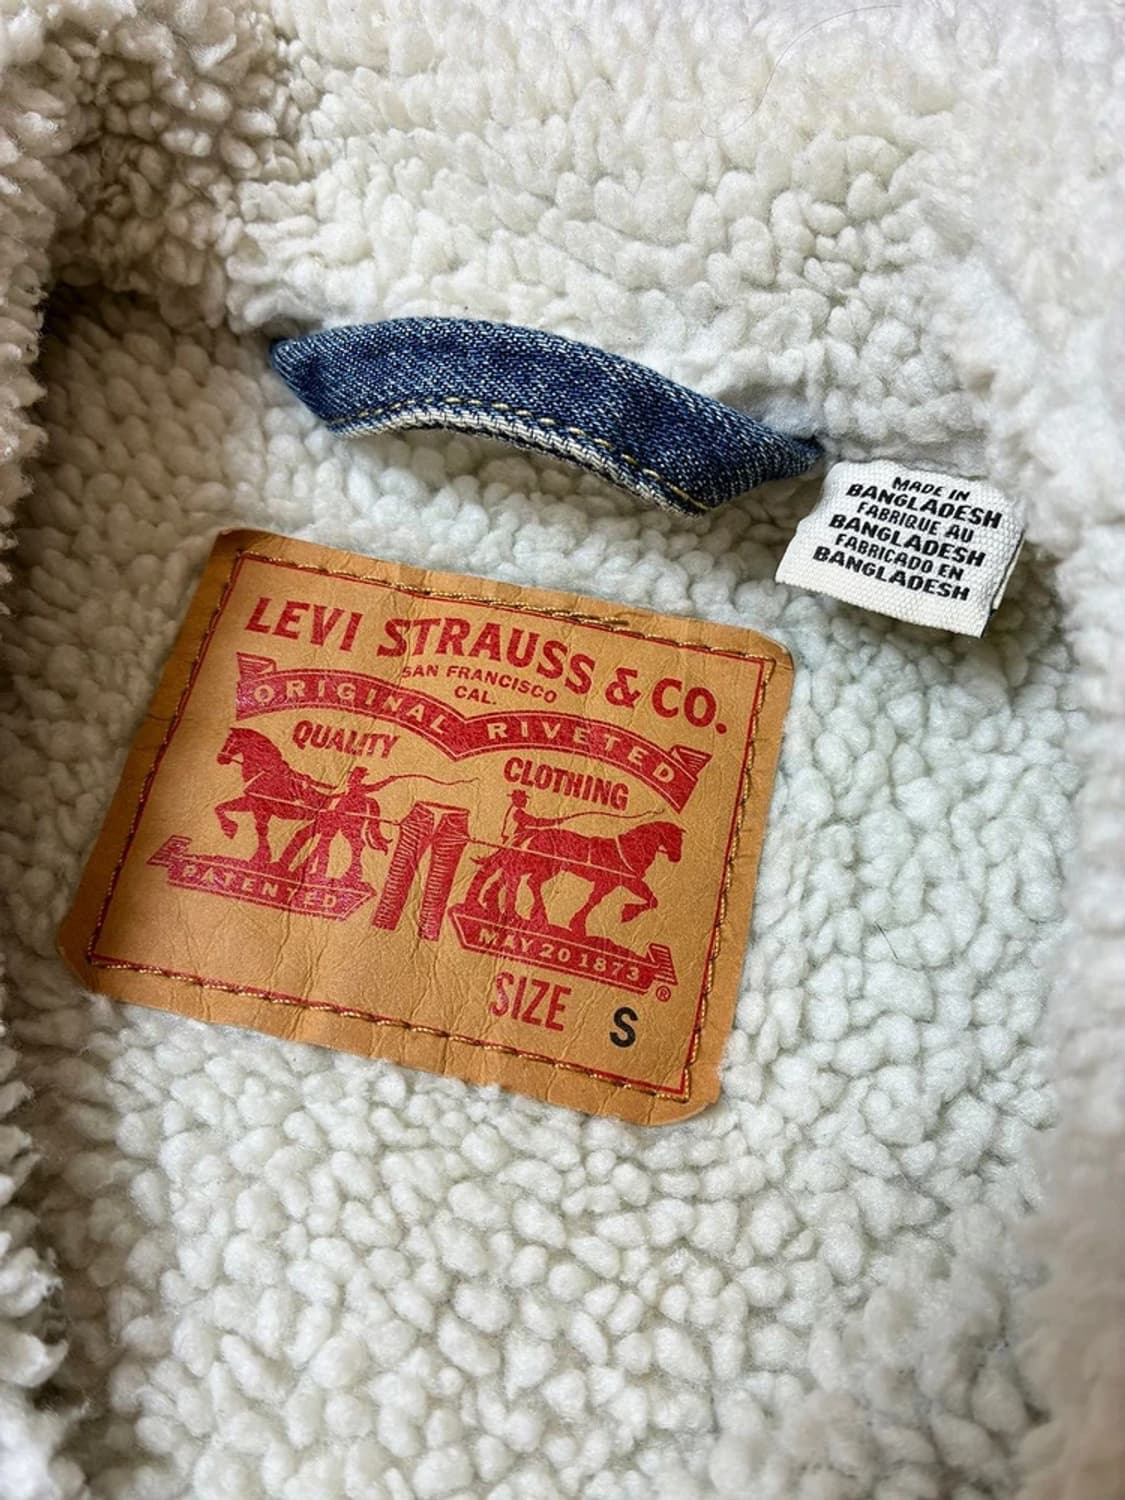 MADE IN
BANGLADESH
FABRIQUE AU
BANGLADESH
FABRICADO EN
BANGLADESH
LEVI STRAUSS & CO.
SAN FRANCISCO
CAL.
ORIGINAL RIVETED
QUALITY CLOTHING
PATENTED
MAY 20 1873
®
SIZE S